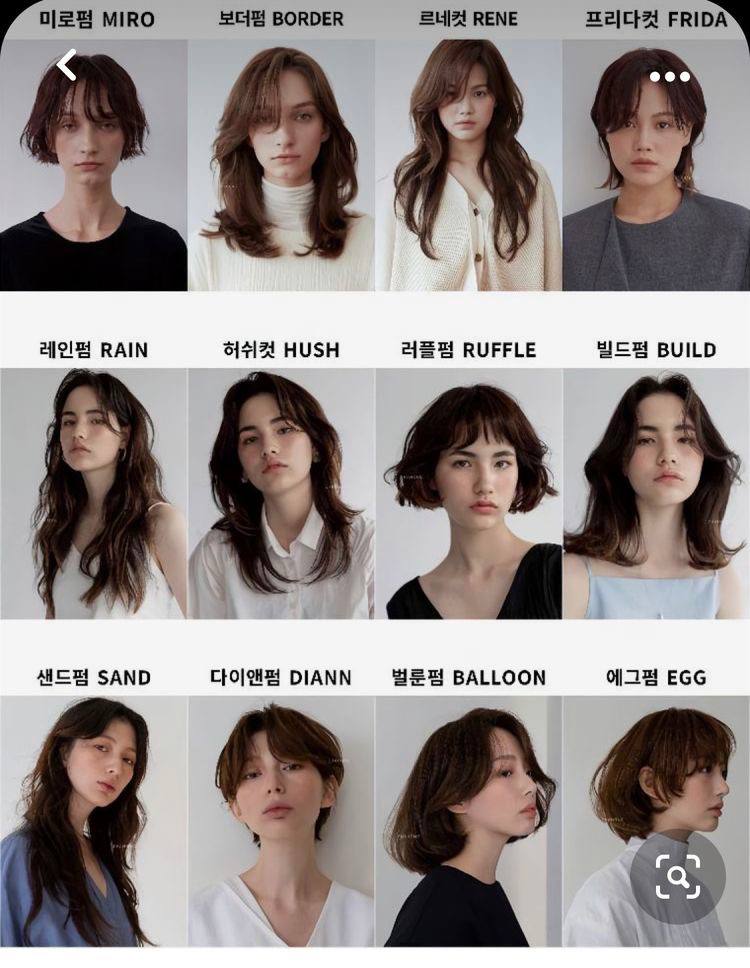 미로펌 MIRO
보더펌 BORDER
르네컷 RENE
프리다컷 FRIDA
레인펌 RAIN
허쉬컷 HUSH
러플펌 RUFFLE
빌드펌 BUILD
샌드펌 SAND
다이앤펌 DIANN
벌룬펌 BALLOON
에그펌 EGG